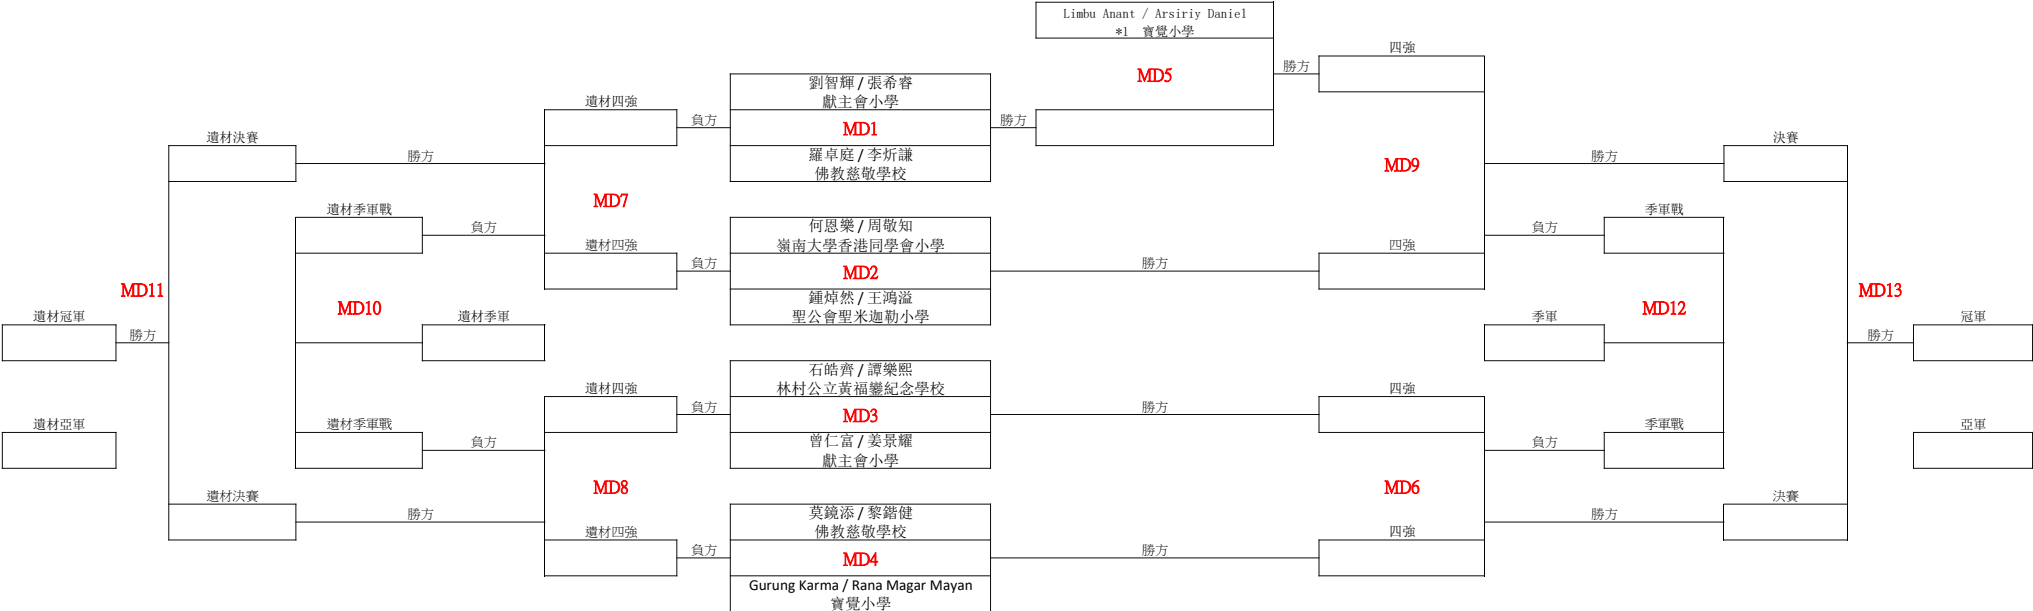 Limbu Anant / Arsiriy Daniel
*1 寶覺小學
四強
MD5
勝方
劉智輝 / 張希睿
獻主會小學
遺材四強
負方
MD1
勝方
遺材決賽
勝方
羅卓庭 / 李炘謙
佛教慈敬學校
MD9
勝方
決賽
MD7
遺材季軍戰
負方
何恩樂 / 周敬知
嶺南大學香港同學會小學
季軍戰
負方
遺材四強
負方
MD2
勝方
四強
MD11
鍾焯然 / 王鴻溢
聖公會聖米迦勒小學
MD13
MD10
MD12
遺材冠軍
勝方
遺材季軍
季軍
勝方
冠軍
石皓齊 / 譚樂熙
林村公立黃福鑾紀念學校
遺材四強
負方
MD3
勝方
四強
遺材亞軍
遺材季軍戰
負方
曾仁富 / 姜景耀
獻主會小學
負方
季軍戰
亞軍
MD8
MD6
遺材決賽
勝方
莫鏡添 / 黎鍇健
佛教慈敬學校
勝方
決賽
遺材四強
負方
MD4
勝方
四強
Gurung Karma / Rana Magar Mayan
寶覺小學